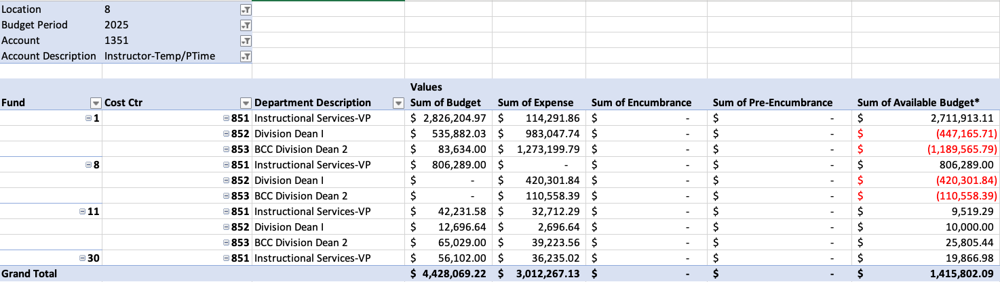 Location 8
Budget Period 2025
Account 1351
Account Description Instructor-Temp/PTime
Values
Fund Cost Ctr Department Description Sum of Budget Sum of Expense Sum of Encumbrance Sum of Pre-Encumbrance Sum of Available Budget*
1 851 Instructional Services-VP $ 2,826,204.97 $ 114,291.86 $ - $ - $ 2,711,913.11
852 Division Dean I $ 535,882.03 $ 983,047.74 $ - $ - $ (447,165.71)
853 BCC Division Dean 2 $ 83,634.00 $ 1,273,199.79 $ - $ - $ (1,189,565.79)
8 851 Instructional Services-VP $ 806,289.00 $ - $ - $ - $ 806,289.00
852 Division Dean I $ - $ 420,301.84 $ - $ - $ (420,301.84)
853 BCC Division Dean 2 $ - $ 110,558.39 $ - $ - $ (110,558.39)
11 851 Instructional Services-VP $ 42,231.58 $ 32,712.29 $ - $ - $ 9,519.29
852 Division Dean I $ 12,696.64 $ 2,696.64 $ - $ - $ 10,000.00
853 BCC Division Dean 2 $ 65,029.00 $ 39,223.56 $ - $ - $ 25,805.44
30 851 Instructional Services-VP $ 56,102.00 $ 36,235.02 $ - $ - $ 19,866.98
Grand Total $ 4,428,069.22 $ 3,012,267.13 $ - $ - $ 1,415,802.09